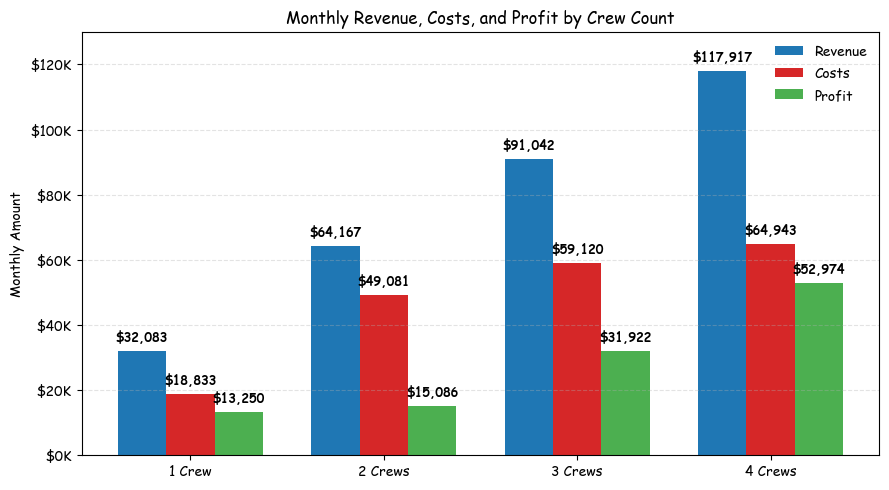 Monthly Revenue, Costs, and Profit by Crew Count
Monthly Amount
$120K
$100K
$80K
$60K
$40K
$20K
$0K
Revenue
Costs
Profit
$32,083
$18,833
$13,250
$64,167
$49,081
$15,086
$91,042
$59,120
$31,922
$117,917
$64,943
$52,974
1 Crew
2 Crews
3 Crews
4 Crews